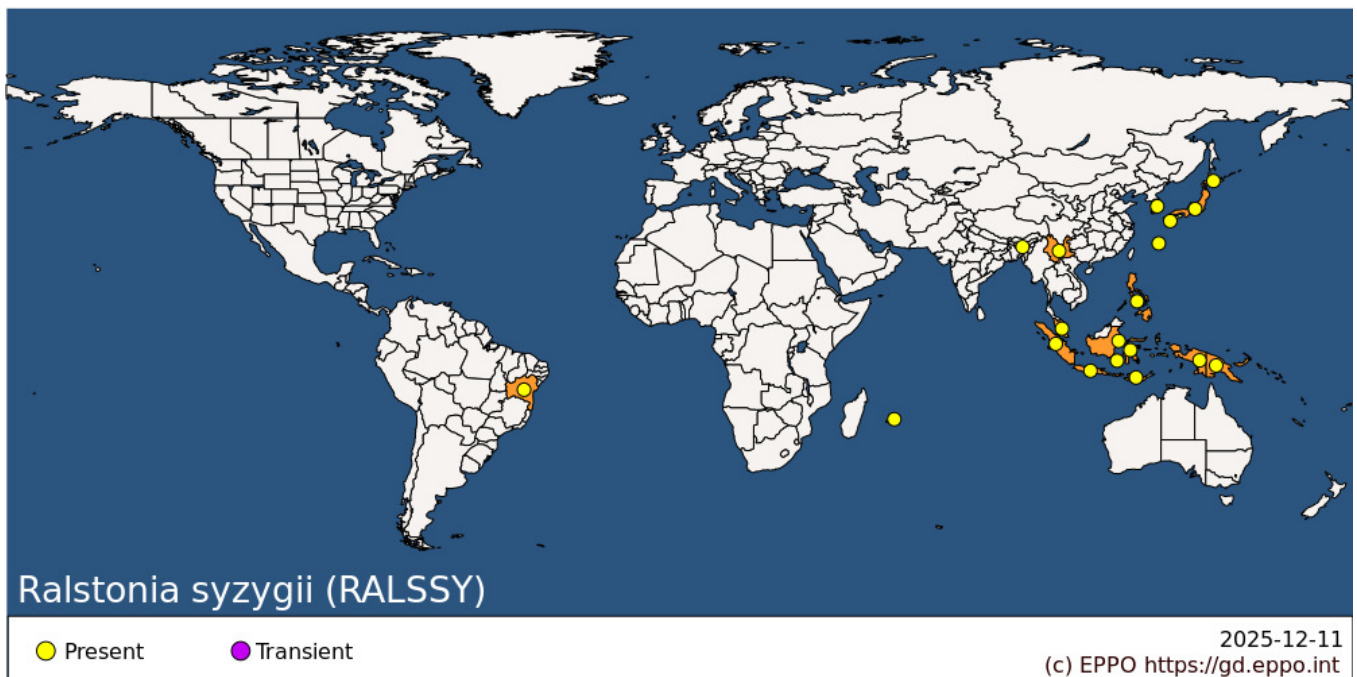 Ralstonia syzygii (RALSSY)
Present
Transient
2025-12-11
(c) EPPO https://gd.eppo.int